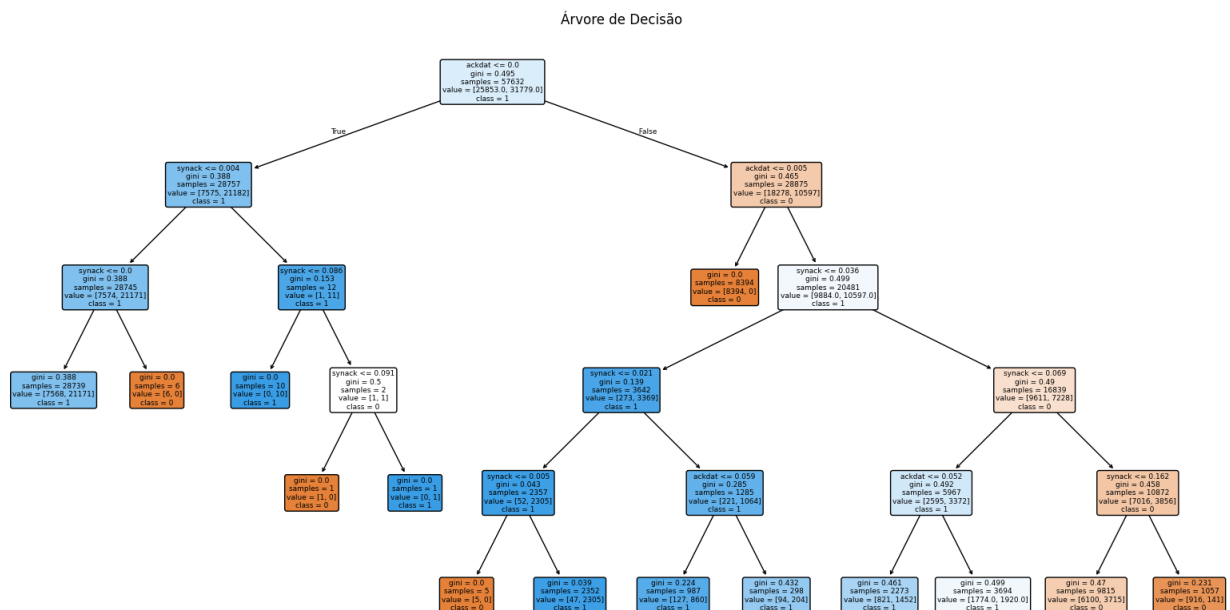 Árvore de Decisão
ackdat <= 0.0
gini = 0.495
samples = 57632
value = [25853.0, 31779.0]
class = 1
True
False
synack <= 0.004
gini = 0.388
samples = 28757
value = [7575, 21182]
class = 1
ackdat <= 0.005
gini = 0.465
samples = 28875
value = [18278, 10597]
class = 0
synack <= 0.0
gini = 0.388
samples = 28745
value = [7574, 21171]
class = 1
synack <= 0.086
gini = 0.153
samples = 12
value = [1, 11]
class = 1
gini = 0.0
samples = 8394
value = [8394, 0]
class = 0
synack <= 0.036
gini = 0.499
samples = 20481
value = [9884.0, 10597.0]
class = 1
gini = 0.388
samples = 28739
value = [7568, 21171]
class = 1
gini = 0.0
samples = 6
value = [6, 0]
class = 0
gini = 0.0
samples = 10
value = [0, 10]
class = 1
synack <= 0.091
gini = 0.5
samples = 2
value = [1, 1]
class = 0
synack <= 0.021
gini = 0.139
samples = 3642
value = [273, 3369]
class = 1
synack <= 0.069
gini = 0.49
samples = 16839
value = [9611, 7228]
class = 0
gini = 0.0
samples = 1
value = [1, 0]
class = 0
gini = 0.0
samples = 1
value = [0, 1]
class = 1
synack <= 0.005
gini = 0.043
samples = 2357
value = [52, 2305]
class = 1
ackdat <= 0.059
gini = 0.285
samples = 1285
value = [221, 1064]
class = 1
ackdat <= 0.052
gini = 0.492
samples = 5967
value = [2595, 3372]
class = 1
synack <= 0.162
gini = 0.458
samples = 10872
value = [7016, 3856]
class = 0
gini = 0.0
samples = 5
value = [5, 0]
class = 0
gini = 0.039
samples = 2352
value = [47, 2305]
class = 1
gini = 0.224
samples = 987
value = [127, 860]
class = 1
gini = 0.432
samples = 298
value = [94, 204]
class = 1
gini = 0.461
samples = 2273
value = [821, 1452]
class = 1
gini = 0.499
samples = 3694
value = [1774.0, 1920.0]
class = 1
gini = 0.47
samples = 9815
value = [6100, 3715]
class = 0
gini = 0.231
samples = 1057
value = [916, 141]
class = 0